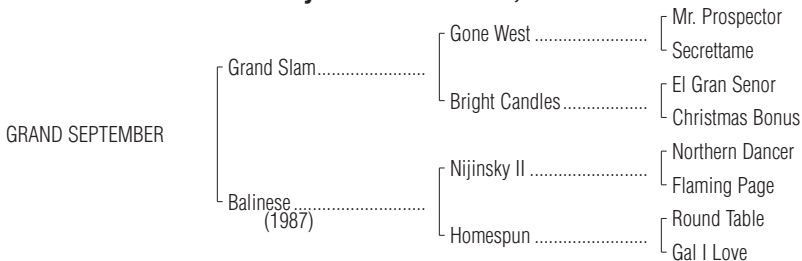 Mr. Prospector
Gone West ..........................
Secrettame
Grand Slam.........................
El Gran Senor
Bright Candles....................
Christmas Bonus
GRAND SEPTEMBER
Northern Dancer
Nijinsky II ...........................
Flaming Page
Balinese ...............................
(1987)
Round Table
Homespun ..........................
Gal I Love